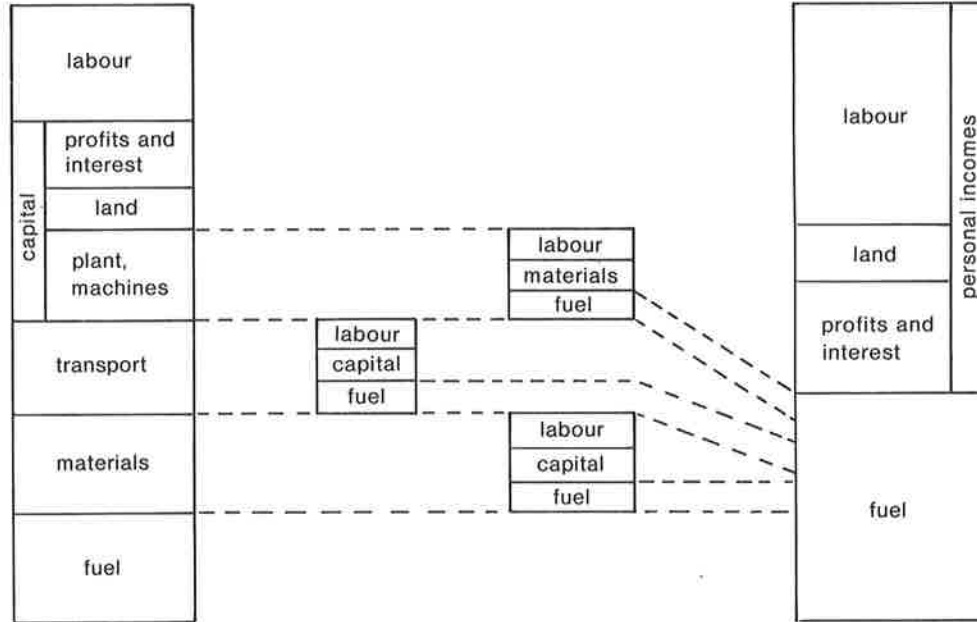 labour
capital
profits and
interest
land
plant,
machines
transport
materials
fuel
labour
capital
fuel
labour
materials
fuel
labour
capital
fuel
labour
land
profits and
interest
personal incomes
fuel